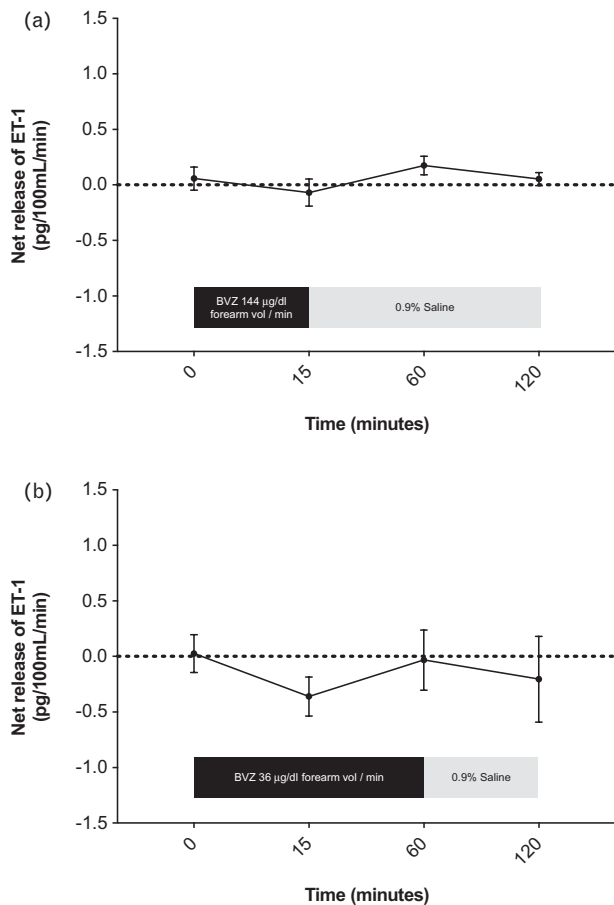 (a)
Net release of ET-1
(pg/100mL/min)
1.5
1.0
0.5
0.0
-0.5
-1.0
-1.5
BVZ 144 µg/dl
forearm vol / min
0.9% Saline
0
15
60
120
Time (minutes)
(b)
Net release of ET-1
(pg/100mL/min)
1.5
1.0
0.5
0.0
-0.5
-1.0
-1.5
BVZ 36 µg/dl forearm vol / min
0.9% Saline
0
15
60
120
Time (minutes)